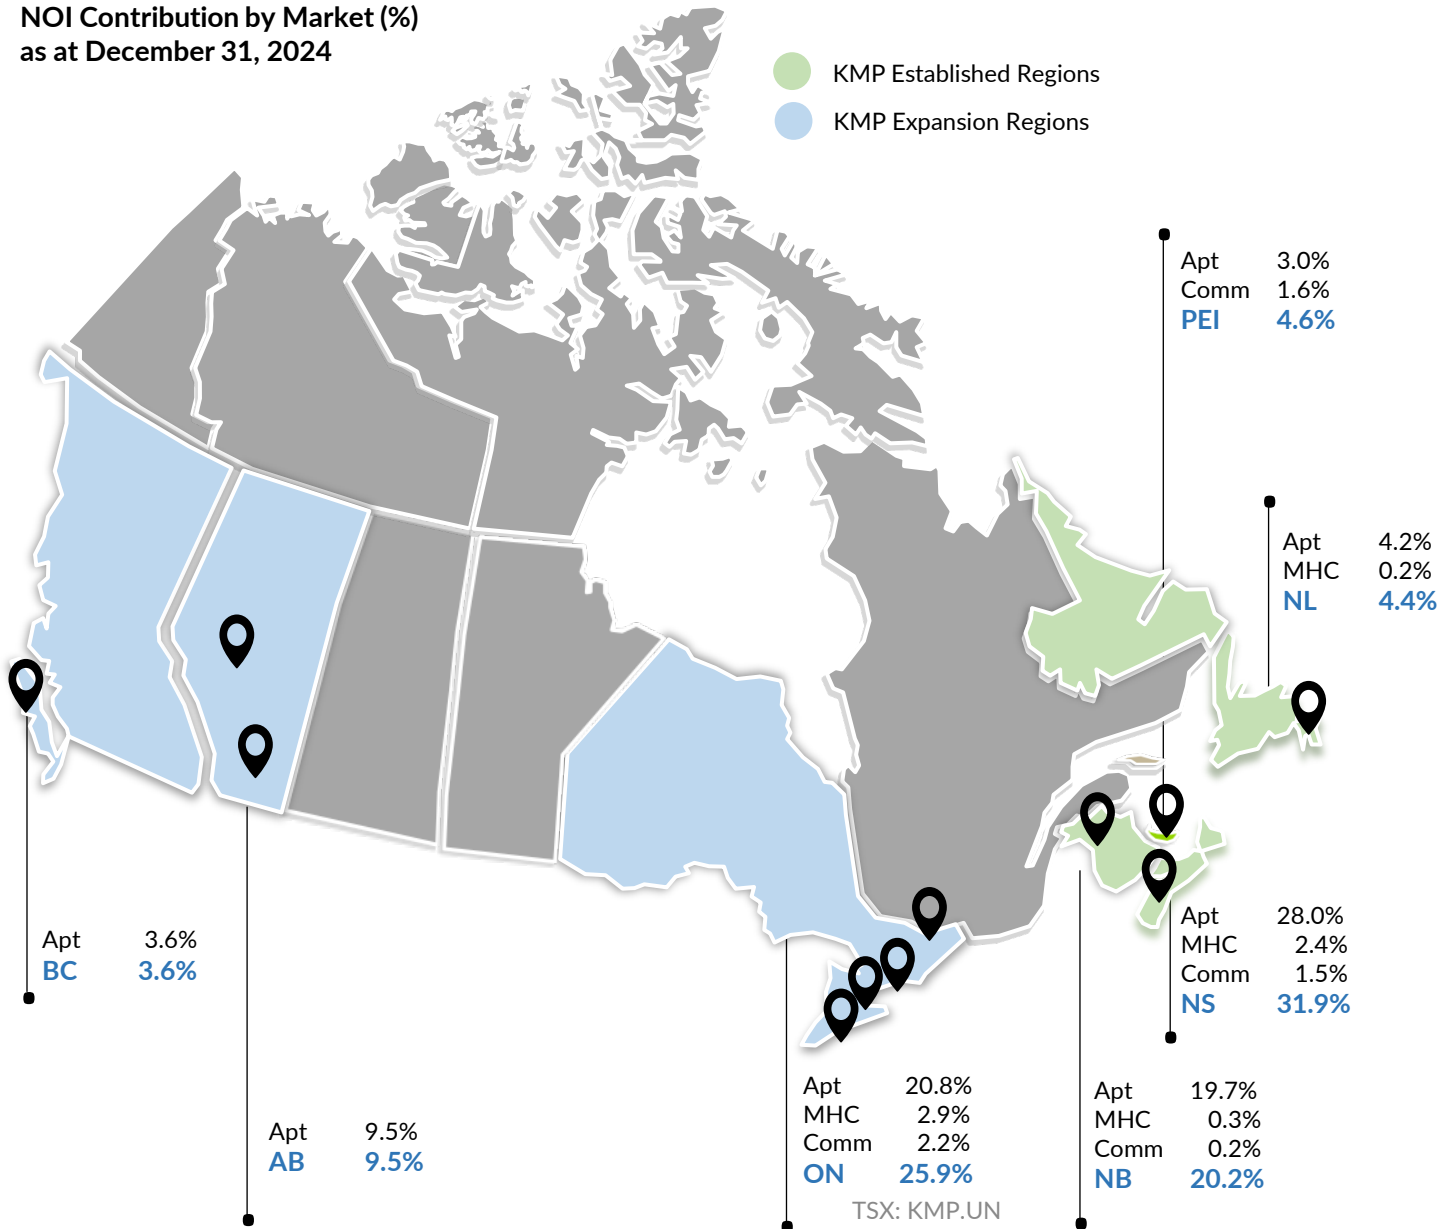 NOI Contribution by Market (%)
as at December 31, 2024
KMP Established Regions
KMP Expansion Regions
Apt 3.0%
Comm 1.6%
PEI 4.6%
Apt 4.2%
MHC 0.2%
NL 4.4%
Apt 28.0%
MHC 2.4%
Comm 1.5%
NS 31.9%
Apt 3.6%
BC 3.6%
Apt 9.5%
AB 9.5%
Apt 20.8%
MHC 2.9%
Comm 2.2%
ON 25.9%
Apt 19.7%
MHC 0.3%
Comm 0.2%
NB 20.2%
TSX: KMP.UN